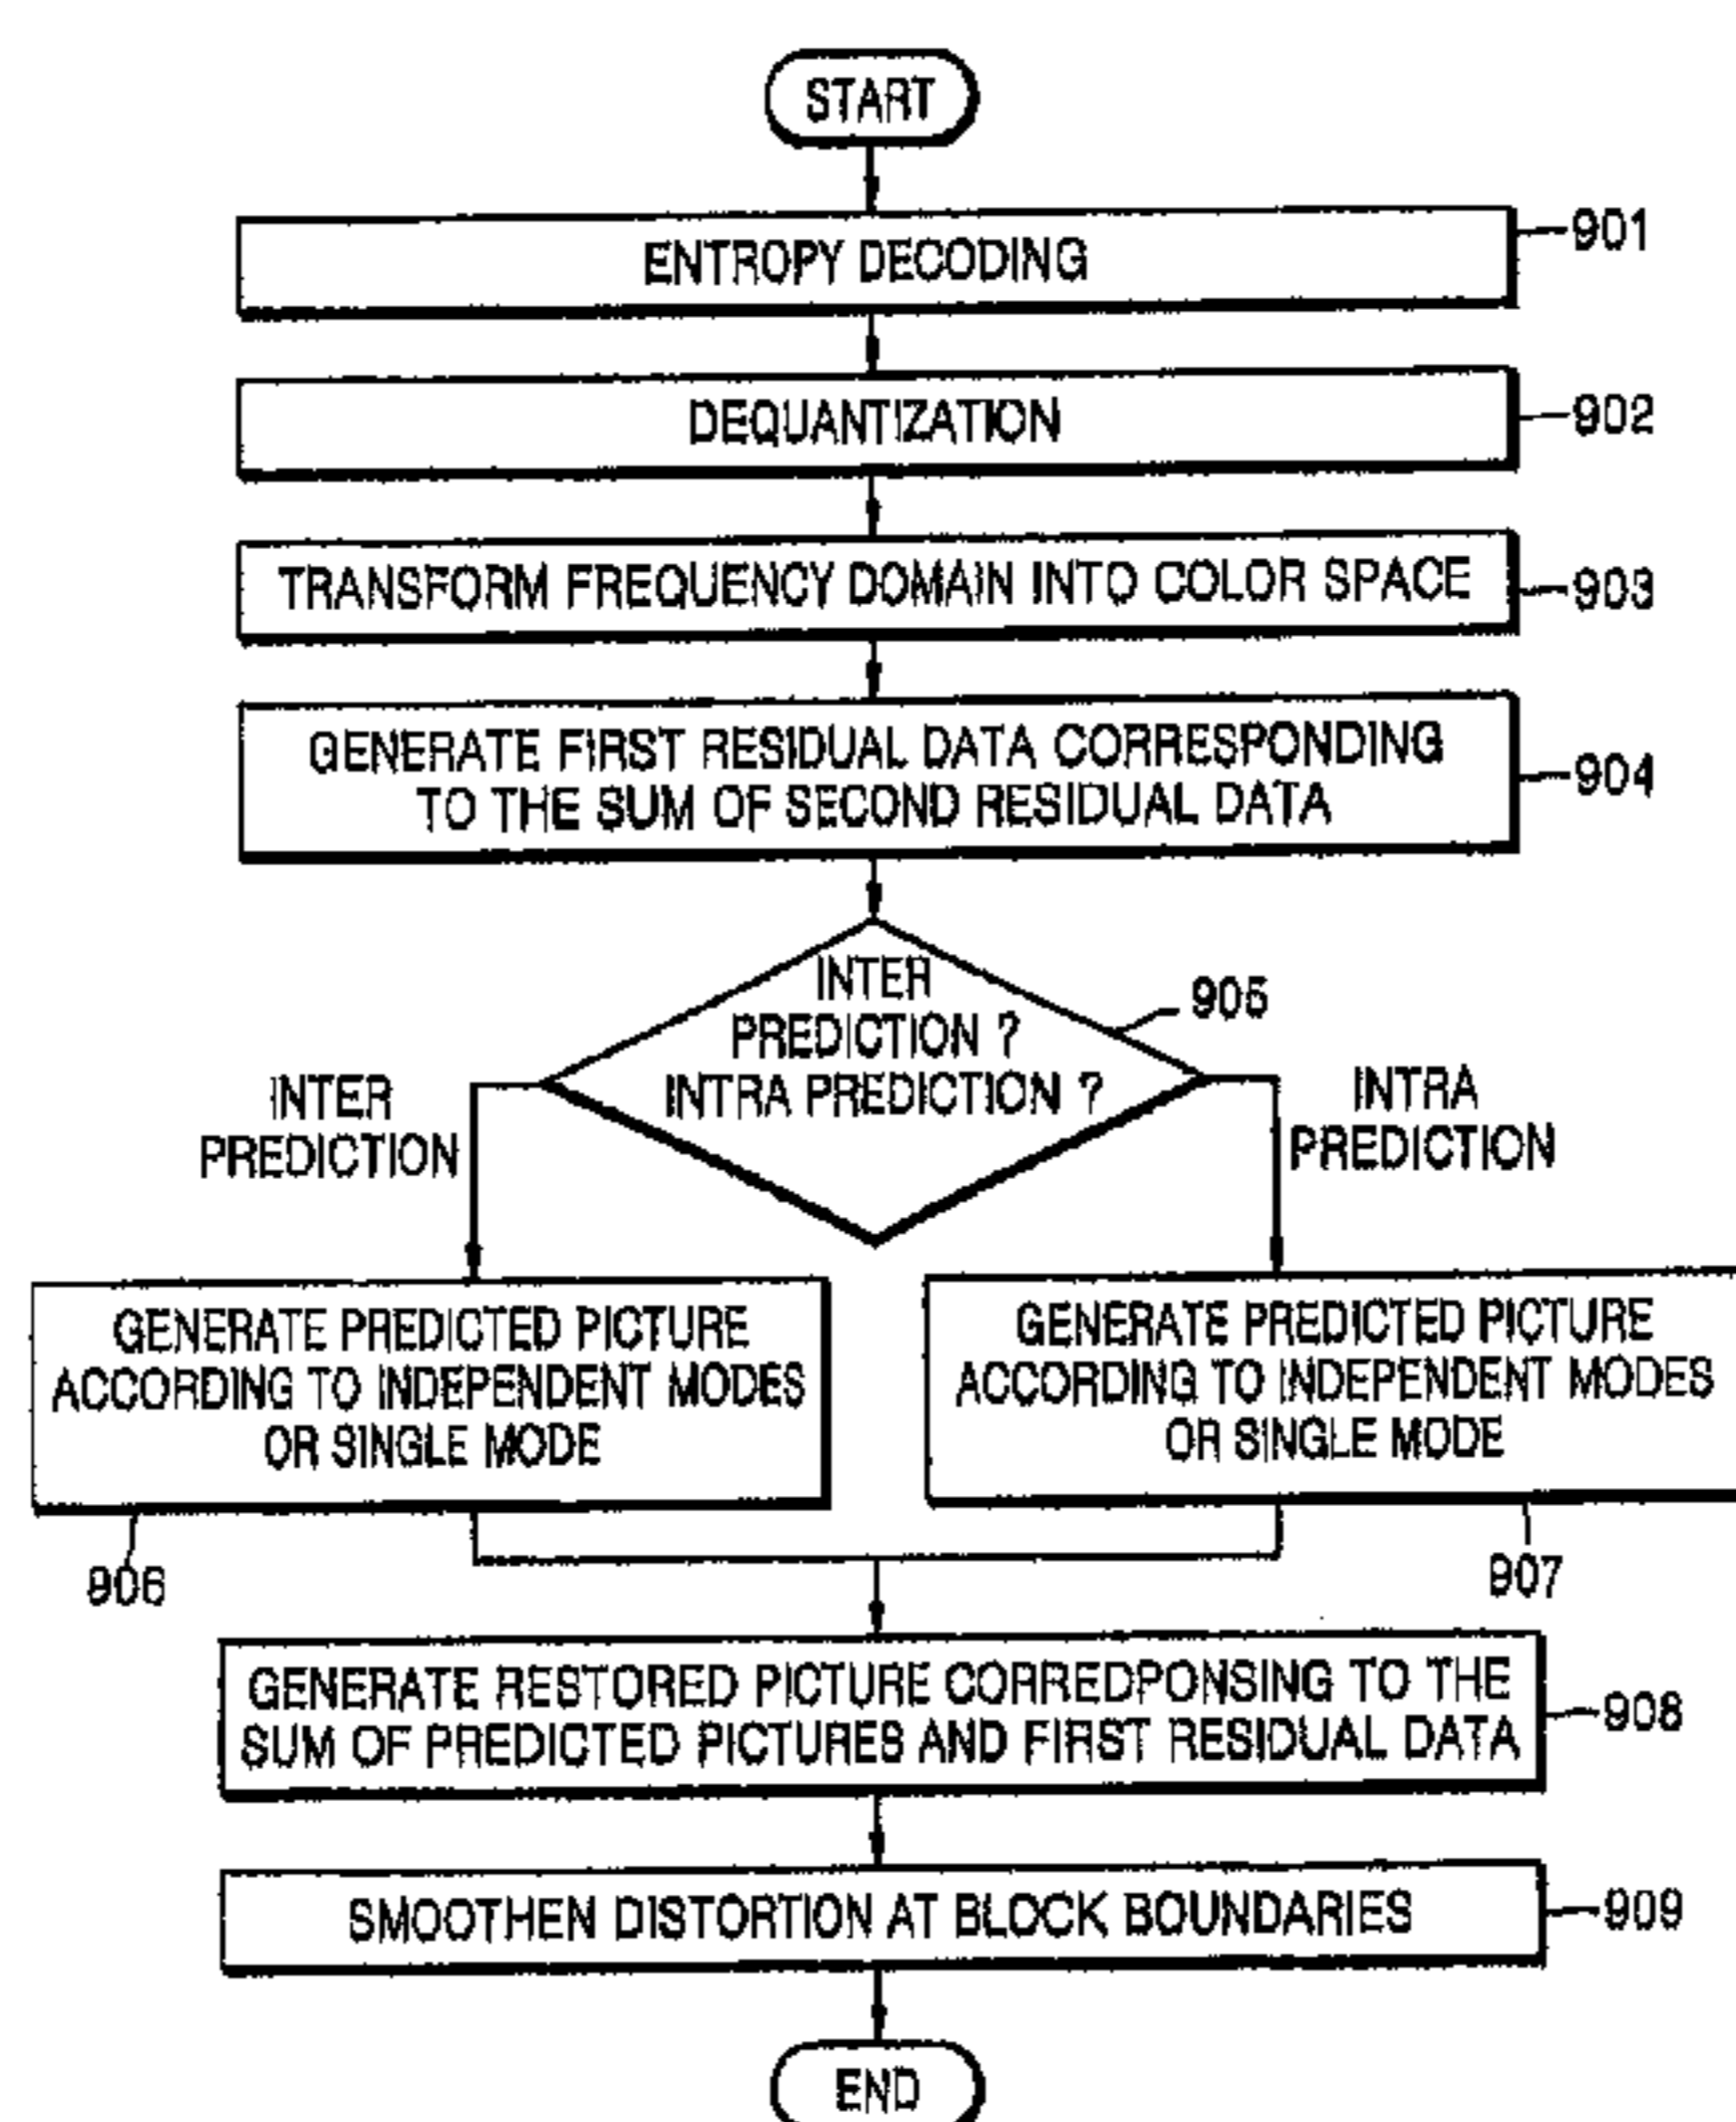 START
ENTROPY DECODING
901
DEQUANTIZATION
902
TRANSFORM FREQUENCY DOMAIN INTO COLOR SPACE
903
GENERATE FIRST RESIDUAL DATA CORRESPONDING
TO THE SUM OF SECOND RESIDUAL DATA
904
INTER
PREDICTION ?
INTRA PREDICTION ?
905
INTER
PREDICTION
INTRA
PREDICTION
GENERATE PREDICTED PICTURE
ACCORDING TO INDEPENDENT MODES
OR SINGLE MODE
906
GENERATE PREDICTED PICTURE
ACCORDING TO INDEPENDENT MODES
OR SINGLE MODE
907
GENERATE RESTORED PICTURE CORREDPONSING TO THE
SUM OF PREDICTED PICTURES AND FIRST RESIDUAL DATA
908
SMOOTHEN DISTORTION AT BLOCK BOUNDARIES
909
END